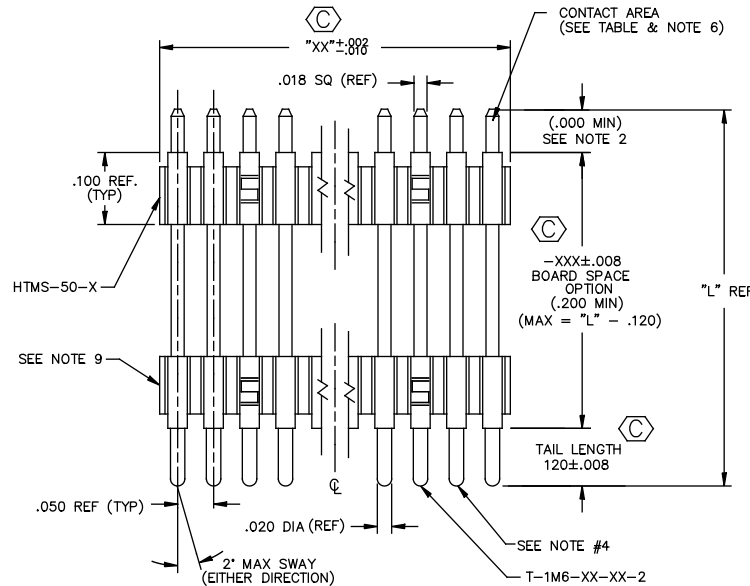 C
"XX"+.002
-.010
CONTACT AREA
(SEE TABLE & NOTE 6)
.018 SQ (REF)
(.000 MIN)
SEE NOTE 2
.100 REF.
(TYP)
C
HTMS-50-X
-XXX±.008
BOARD SPACE
OPTION
(.200 MIN)
(MAX = "L" - .120)
"L" REF
SEE NOTE 9
C
TAIL LENGTH
120±.008
.050 REF (TYP)
℄
.020 DIA (REF)
SEE NOTE #4
2° MAX SWAY
(EITHER DIRECTION)
T-1M6-XX-XX-2